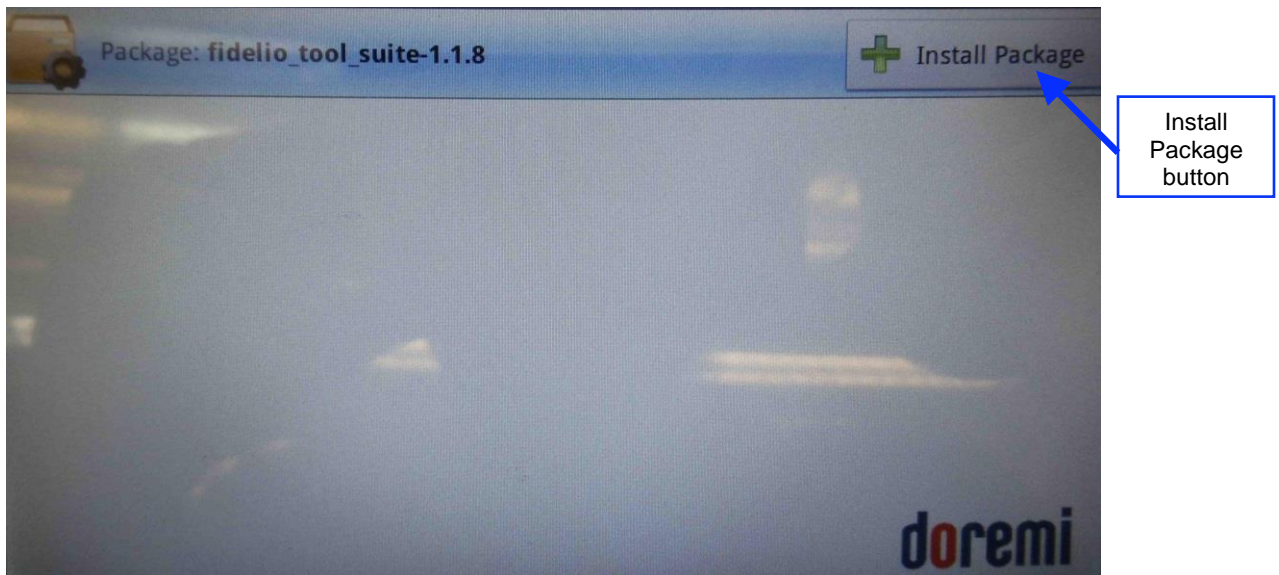 Package: fidelio_tool_suite-1.1.8
Install Package
Install
Package
button
doremi